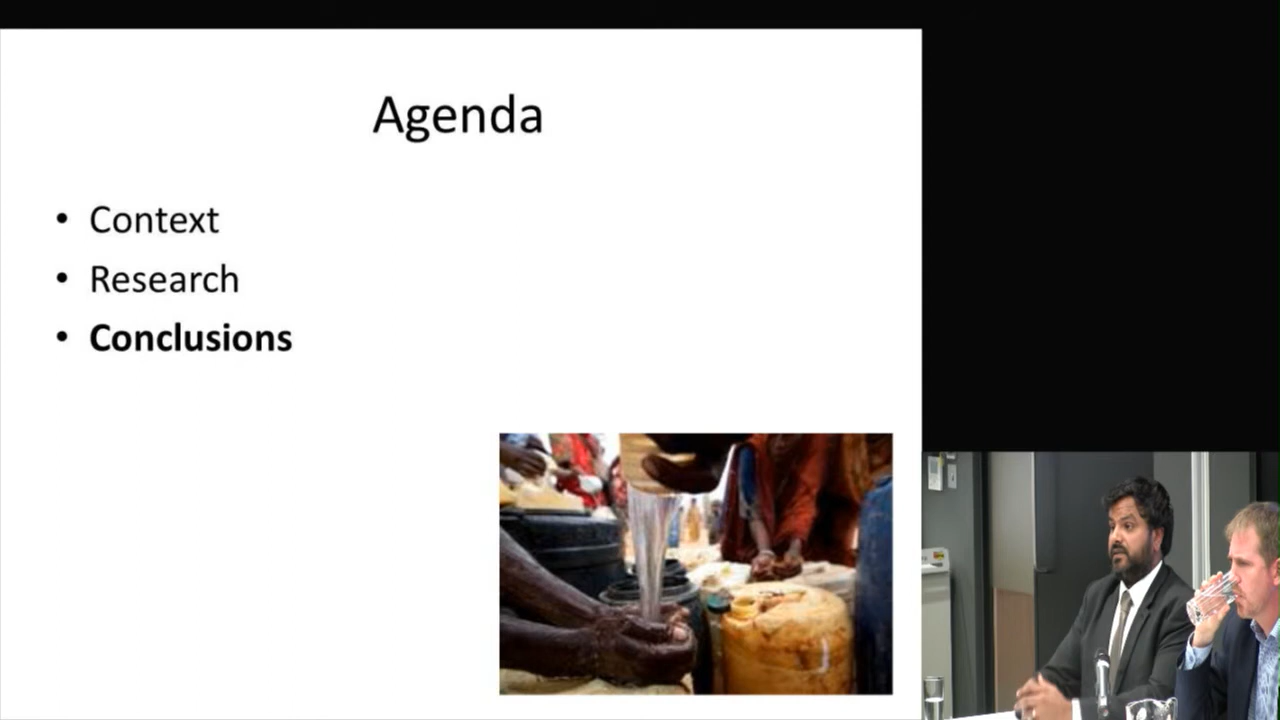 Agenda
• Context
• Research
• Conclusions